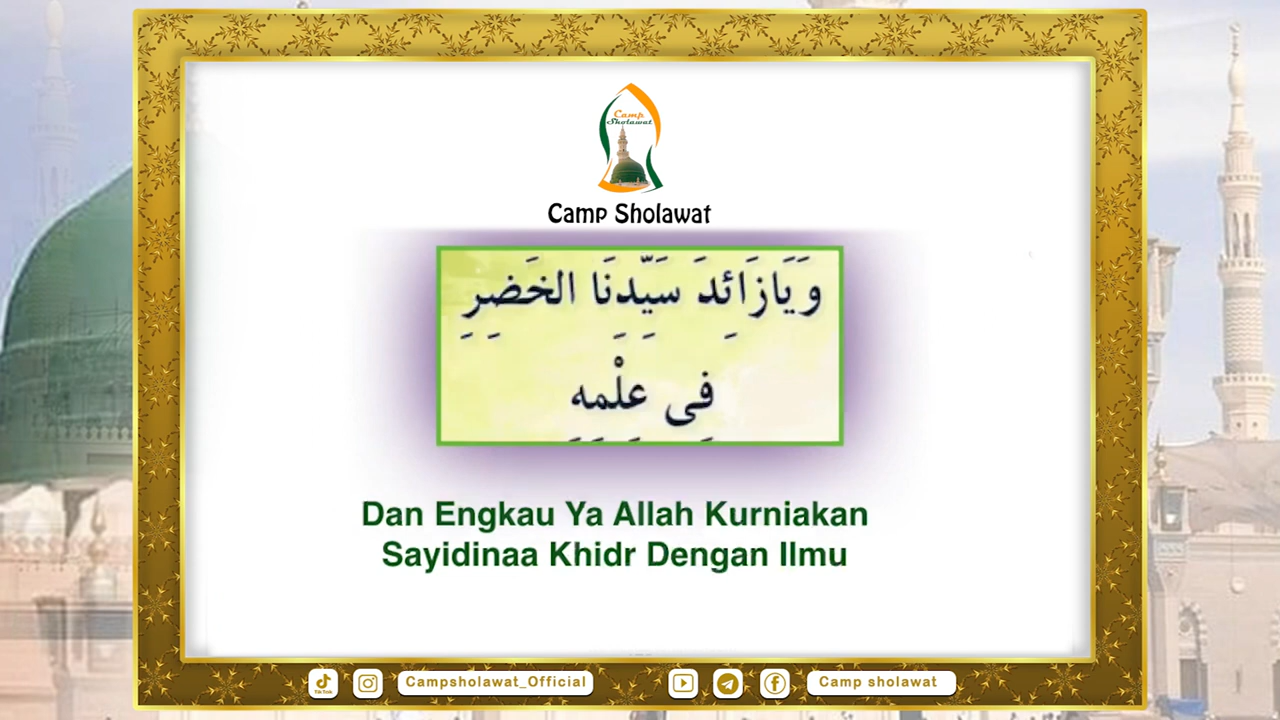 Camp
Sholawat
Camp Sholawat
وَيَازَائِدَ سَيِّدِنَا الخَضِرِ
فِى عِلْمِه
Dan Engkau Ya Allah Kurniakan
Sayidinaa Khidr Dengan Ilmu
TikTok
Campsholawat_Official
Camp sholawat